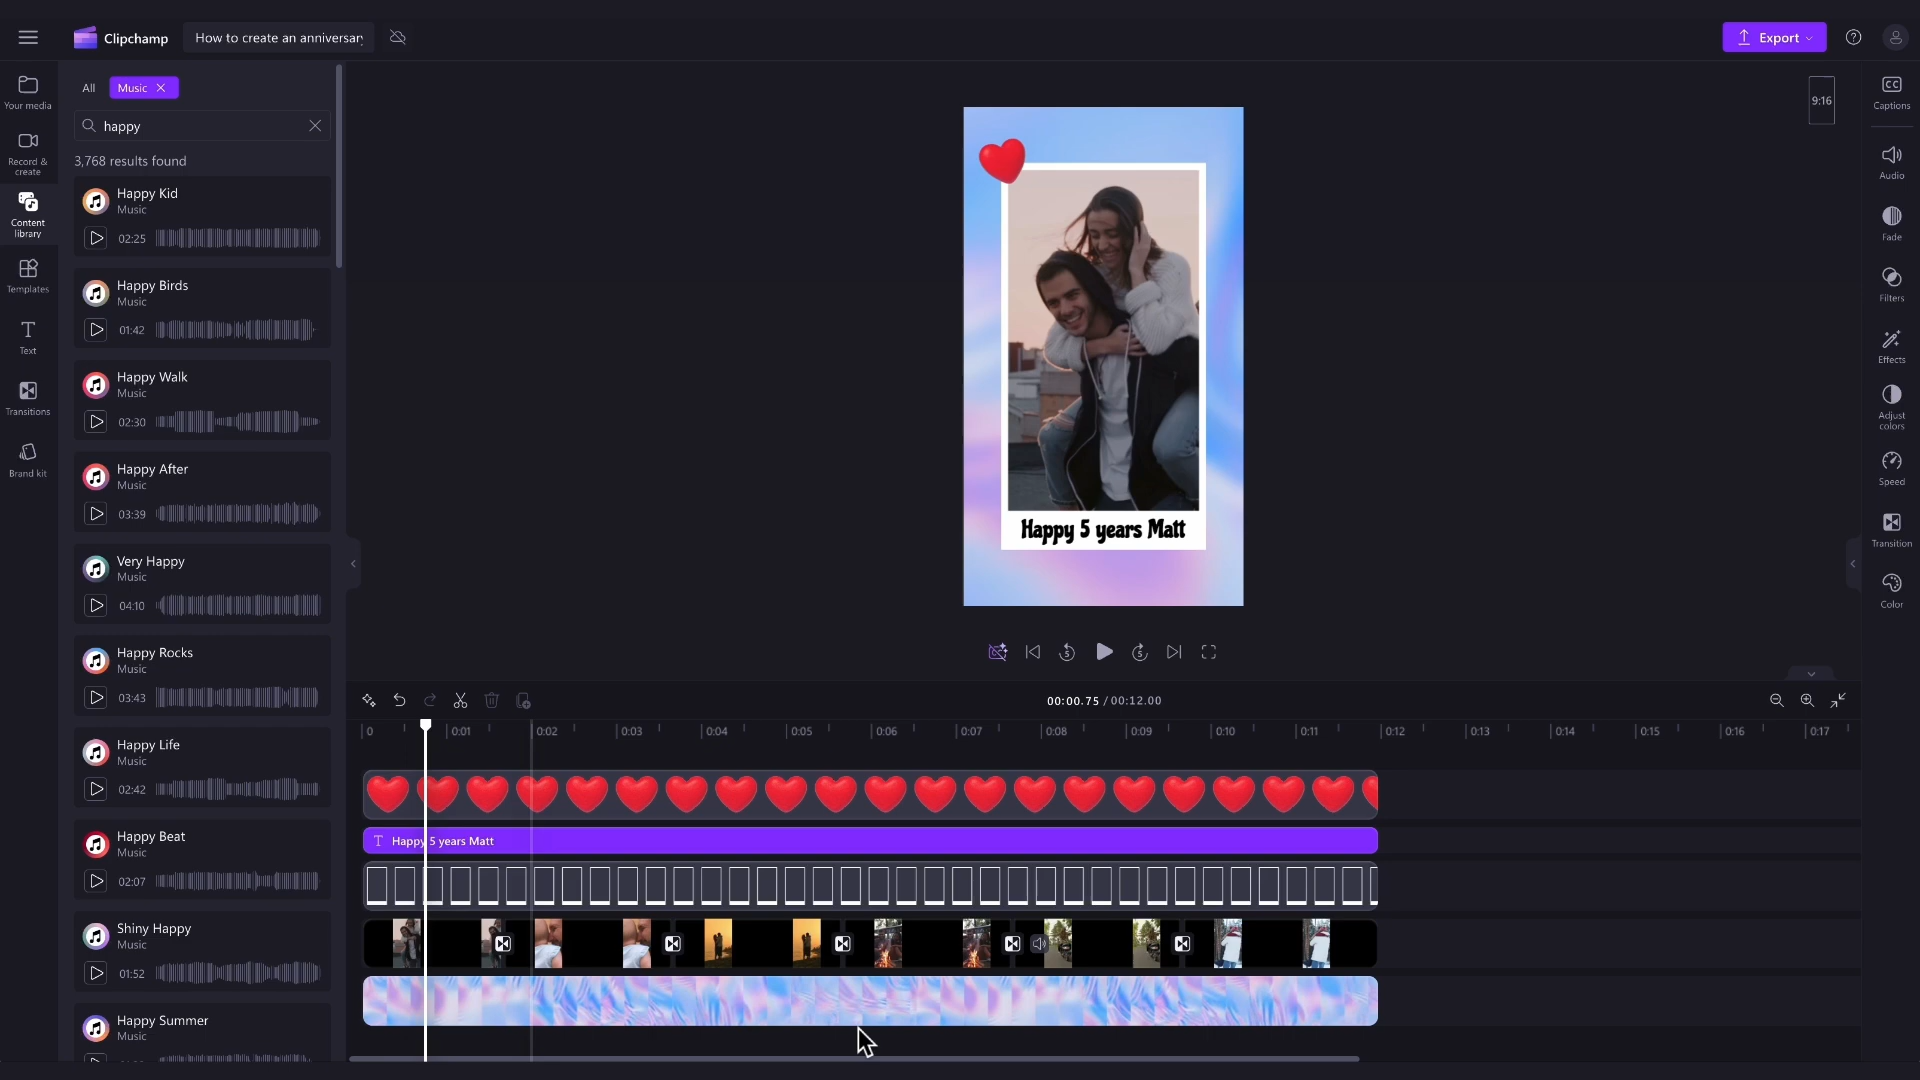 Clipchamp
How to create an anniversar
Export
Your media
Record &
create
Content
library
Templates
Text
Transitions
Brand kit
All
Music
happy
3,768 results found
Happy Kid
Music
02:25
Happy Birds
Music
01:42
Happy Walk
Music
02:30
Happy After
Music
03:39
Very Happy
Music
04:10
Happy Rocks
Music
03:43
Happy Life
Music
02:42
Happy Beat
Music
02:07
Shiny Happy
Music
01:52
Happy Summer
Music
Happy 5 years Matt
9:16
CC
Captions
Audio
Fade
Filters
Effects
Adjust
colors
Speed
Transition
Color
5
5
00:00.75 / 00:12.00
0 0:01 0:02 0:03 0:04 0:05 0:06 0:07 0:08 0:09 0:10 0:11 0:12 0:13 0:14 0:15 0:16 0:17
T Happy 5 years Matt